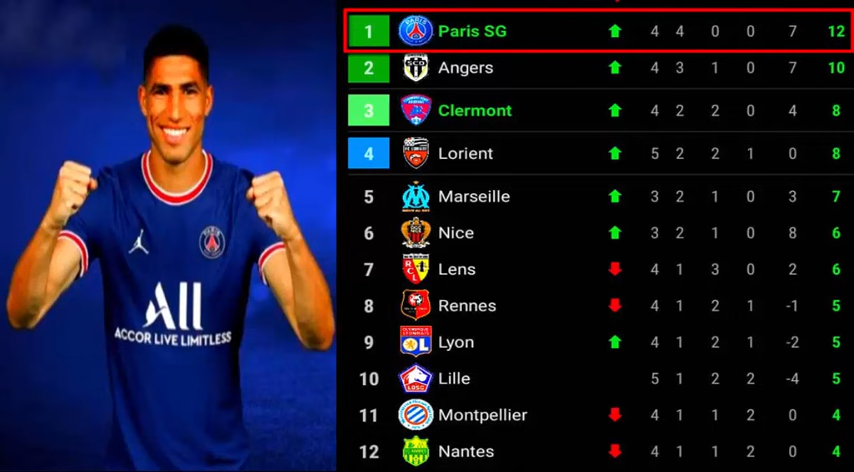 PARIS
All
ACCOR LIVE LIMITLESS
1 Paris SG 4 4 0 0 7 12
2 SCO Angers 4 3 1 0 7 10
3 Clermont 4 2 2 0 4 8
4 Lorient 5 2 2 1 0 8
5 Marseille 3 2 1 0 3 7
6 Nice 3 2 1 0 8 6
7 RCL Lens 4 1 3 0 2 6
8 Rennes 4 1 2 1 -1 5
9 OL Lyon 4 1 2 1 -2 5
10 LOSC Lille 5 1 2 2 -4 5
11 Montpellier 4 1 1 2 0 4
12 Nantes 4 1 1 2 0 4